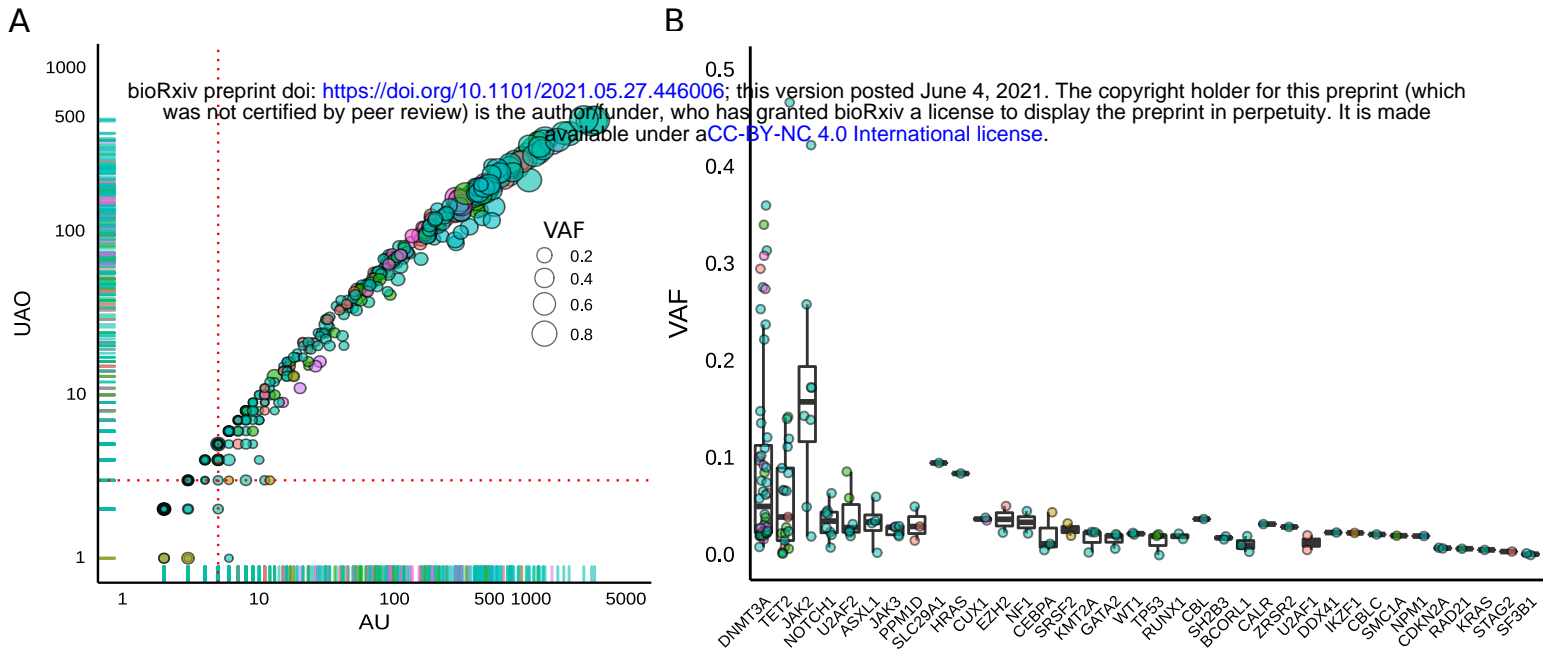 A
B
bioRxiv preprint doi: https://doi.org/10.1101/2021.05.27.446006; this version posted June 4, 2021. The copyright holder for this preprint (which
was not certified by peer review) is the author/funder, who has granted bioRxiv a license to display the preprint in perpetuity. It is made
available under aCC-BY-NC 4.0 International license.
1000
500
100
10
1
UAO
1
10
100
500
1000
5000
AU
VAF
0.2
0.4
0.6
0.8
0.5
0.4
0.3
0.2
0.1
0.0
VAF
DNMT3A
TET2
JAK2
NOTCH1
U2AF2
ASXL1
JAK3
PPM1D
SLC29A1
HRAS
CUX1
EZH2
NF1
CEBPA
SRSF2
KMT2A
GATA2
WT1
TP53
RUNX1
CBL
SH2B3
BCORL1
CALR
ZRSR2
U2AF1
DDX41
IKZF1
CBLC
SMC1A
NPM1
CDKN2A
RAD21
KRAS
STAG2
SF3B1